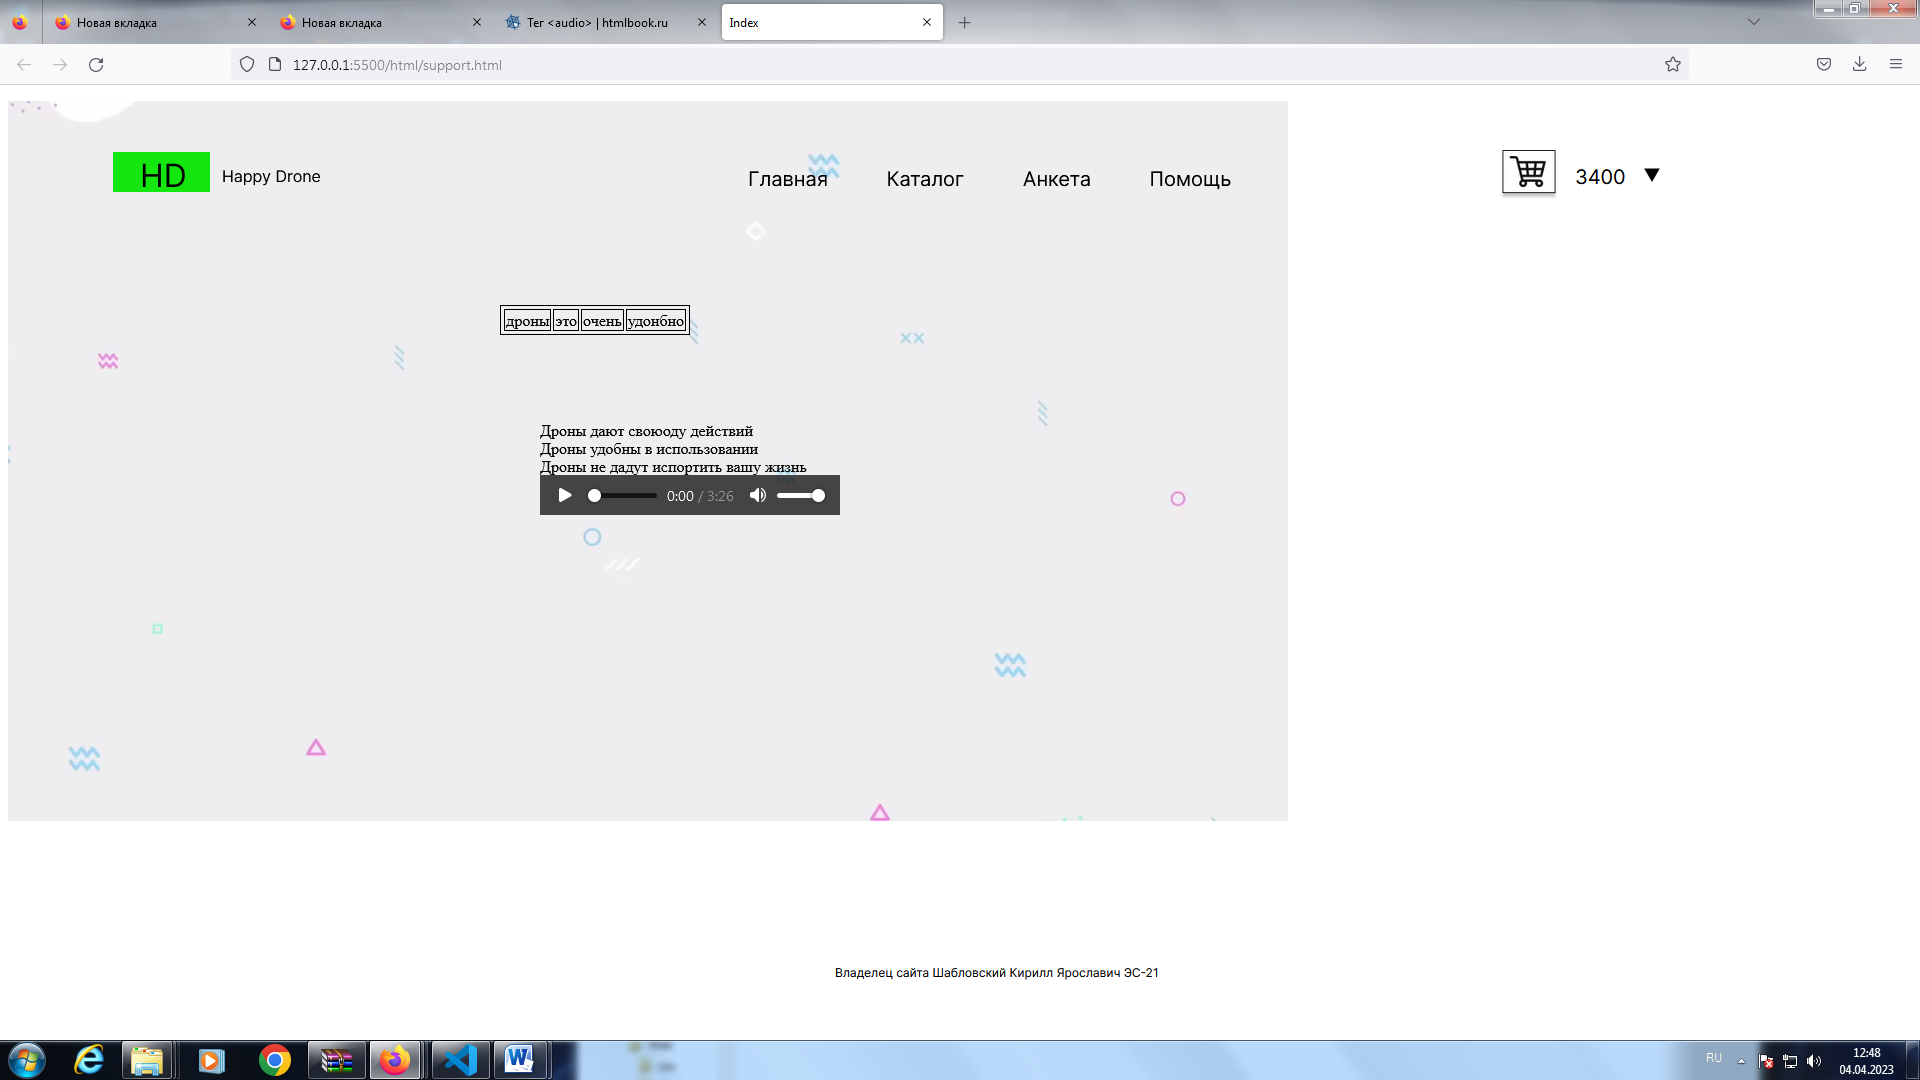 Новая вкладка
Новая вкладка
Тег <audio> | htmlbook.ru
Index
127.0.0.1:5500/html/support.html
HD
Happy Drone
Главная
Каталог
Анкета
Помощь
3400
дроны это очень удонбно
Дроны дают своюоду действий
Дроны удобны в использовании
Дроны не дадут испортить вашу жизнь
0:00 / 3:26
Владелец сайта Шабловский Кирилл Ярославич ЭС-21
RU
12:48
04.04.2023